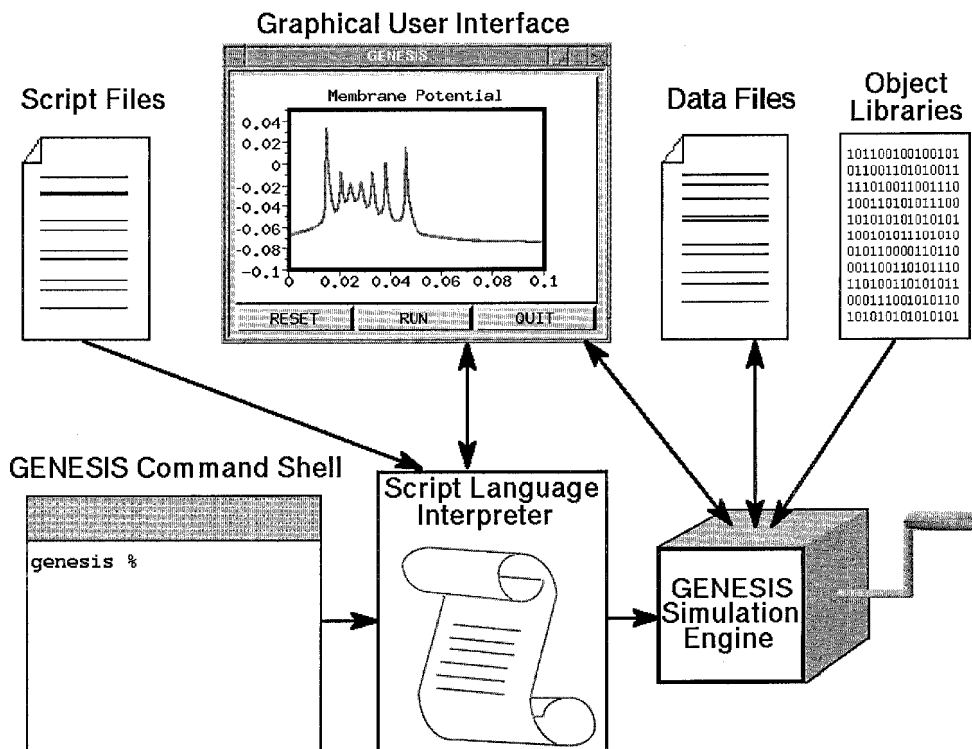 Graphical User Interface
GENESIS
Script Files
Membrane Potential
0.04
0.02
0
-0.02
-0.04
-0.06
-0.08
-0.1
0 0.02 0.04 0.06 0.08 0.1
RESET RUN QUIT
Data Files
Object
Libraries
101100100100101
011001101010011
111010011001110
100110101011100
101010101010101
100101011101010
010110000110110
001100110101110
110100110101011
000111001010110
101010101010101
GENESIS Command Shell
genesis %
Script Language
Interpreter
GENESIS
Simulation
Engine